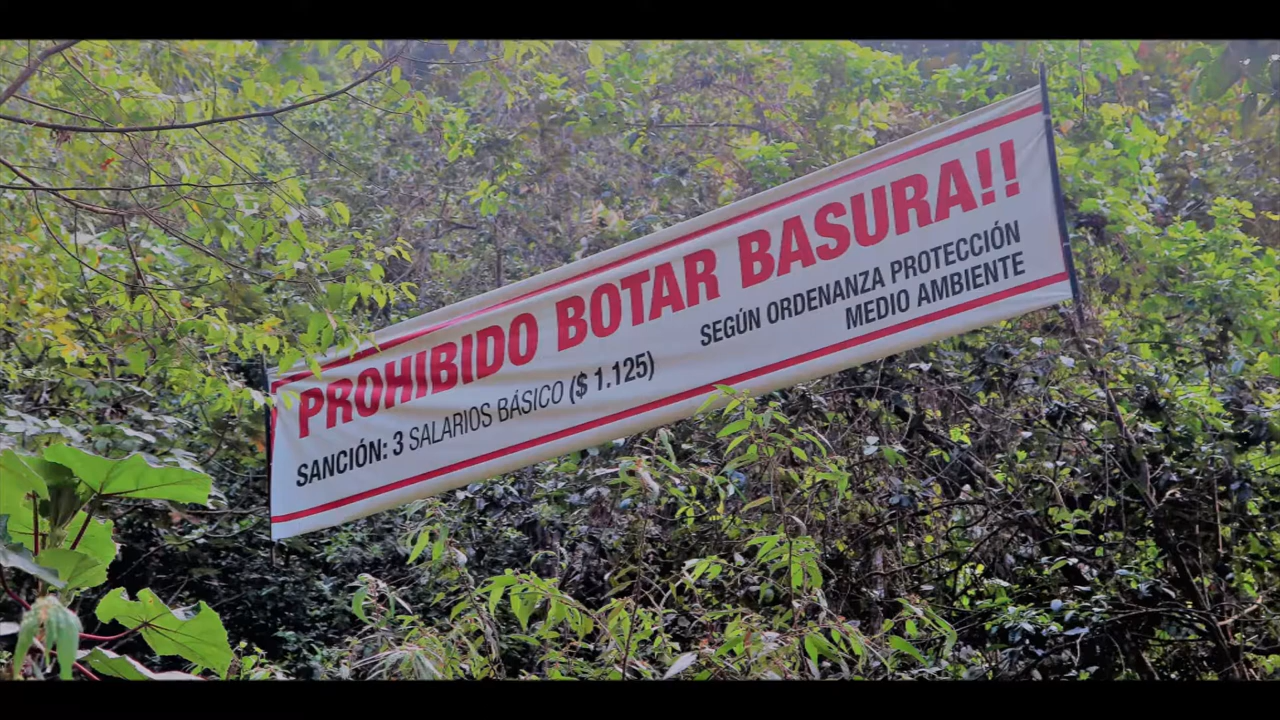 PROHIBIDO BOTAR BASURA!!
SANCIÓN: 3 SALARIOS BÁSICO ($ 1.125)
SEGÚN ORDENANZA PROTECCIÓN
MEDIO AMBIENTE